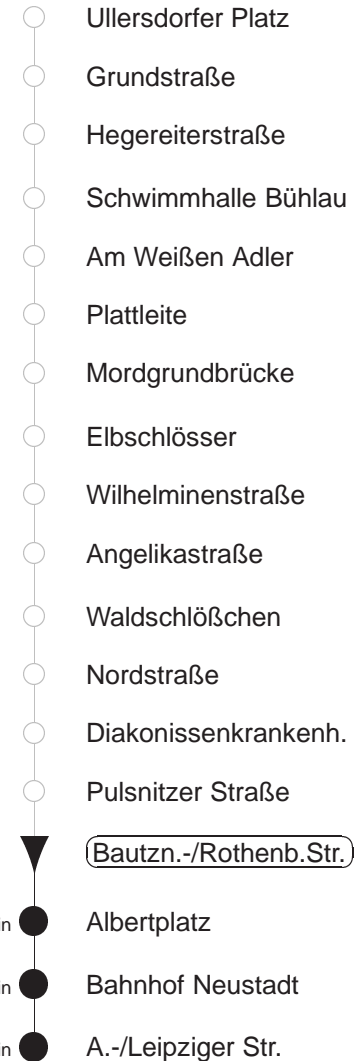 Ullersdorfer Platz
Grundstraße
Hegereiterstraße
Schwimmhalle Bühlau
Am Weißen Adler
Plattleite
Mordgrundbrücke
Elbschlösser
Wilhelminenstraße
Angelikastraße
Waldschlößchen
Nordstraße
Diakonissenkrankenh.
Pulsnitzer Straße
Bautzn.-/Rothenb.Str.
Albertplatz
Bahnhof Neustadt
A.-/Leipziger Str.